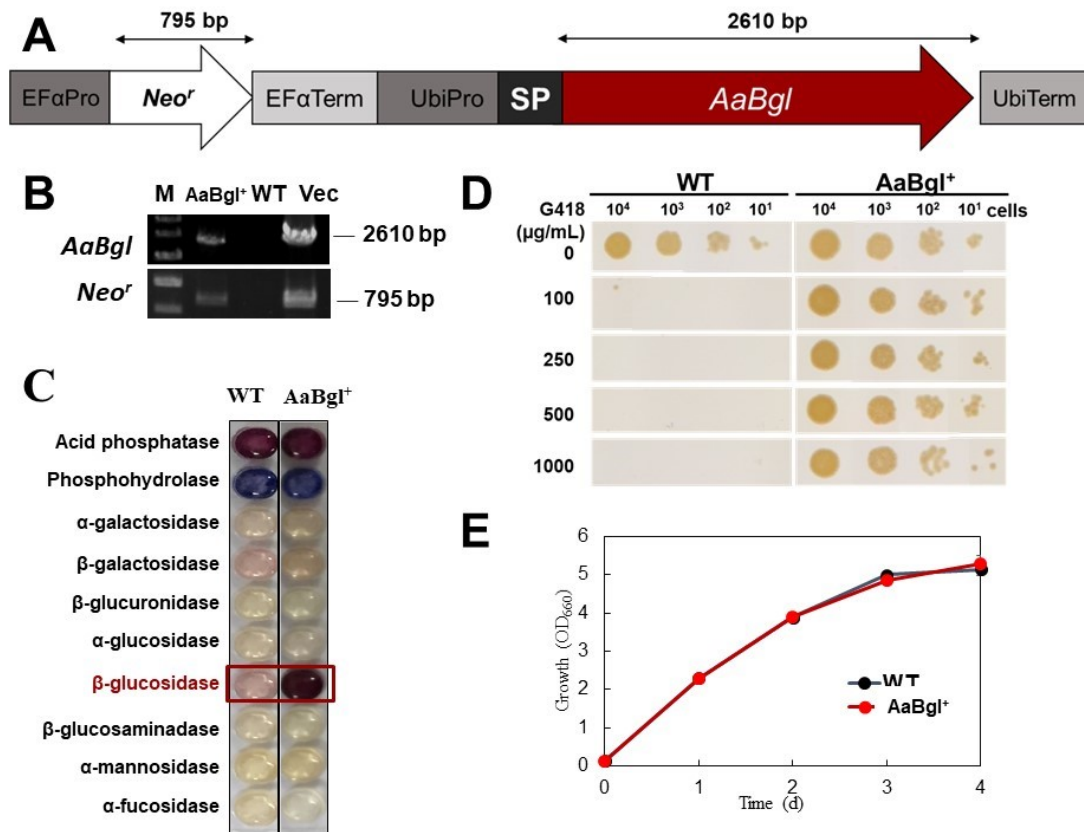 A
795 bp
2610 bp
EFαPro
Neoʳ
EFαTerm
UbiPro
SP
AaBgl
UbiTerm
B
M AaBgl⁺ WT Vec
AaBgl
2610 bp
Neoʳ
795 bp
C
WT AaBgl⁺
Acid phosphatase
Phosphohydrolase
α-galactosidase
β-galactosidase
β-glucuronidase
α-glucosidase
β-glucosidase
β-glucosaminadase
α-mannosidase
α-fucosidase
D
WT AaBgl⁺
G418 10⁴ 10³ 10² 10¹ 10⁴ 10³ 10² 10¹ cells
(µg/mL)
0
100
250
500
1000
E
Growth (OD₆₆₀)
6
5
4
3
2
1
0
WT
AaBgl⁺
0 1 2 3 4
Time (d)